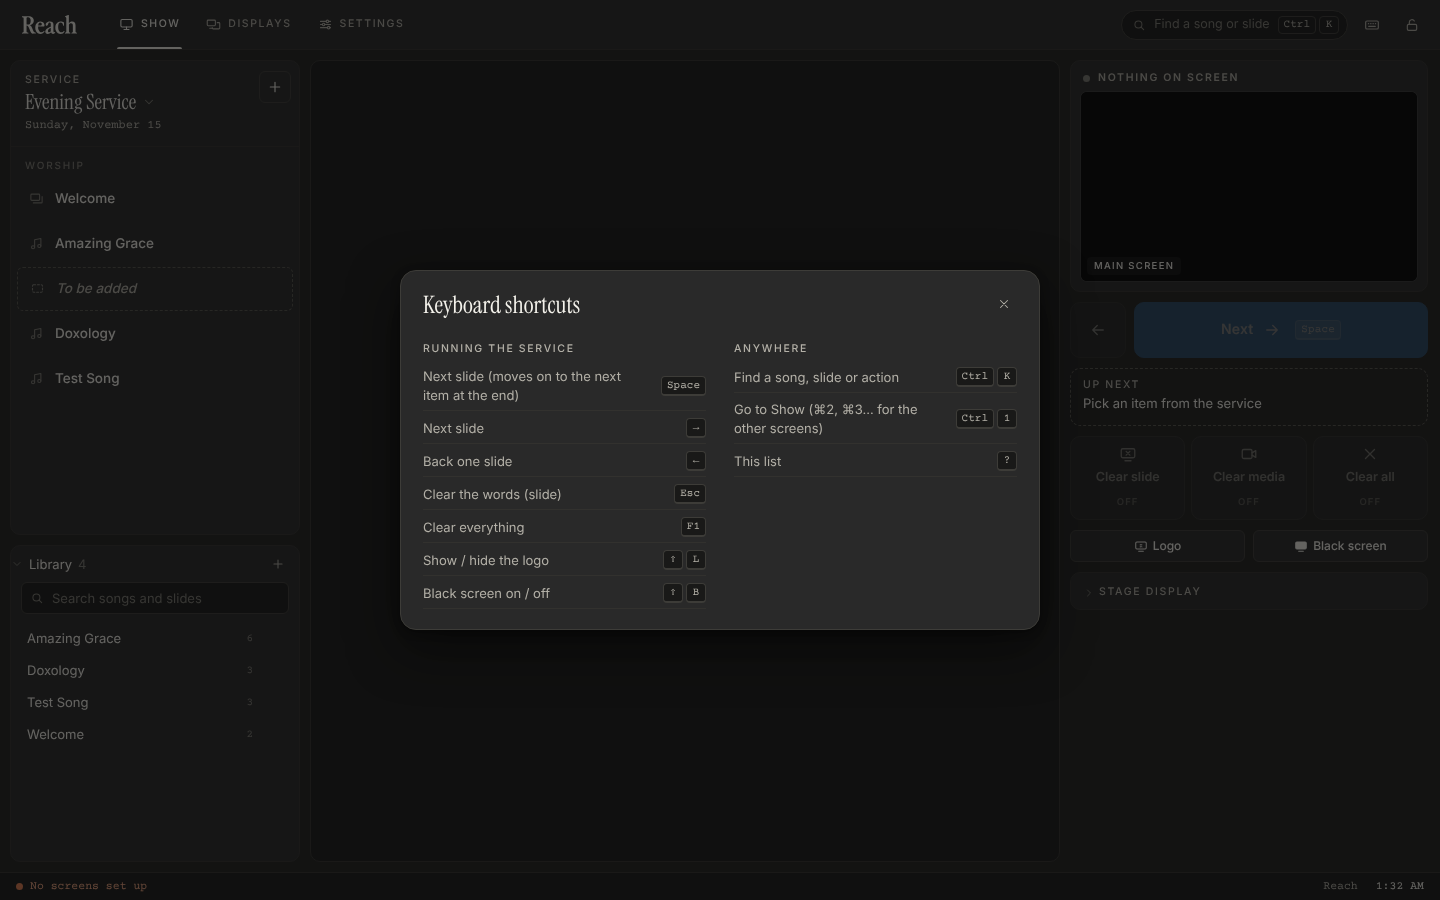 Reach
SHOW
DISPLAYS
SETTINGS
Find a song or slide
Ctrl K
SERVICE
Evening Service
Sunday, November 15
WORSHIP
Welcome
Amazing Grace
To be added
Doxology
Test Song
Library 4
Search songs and slides
Amazing Grace 6
Doxology 3
Test Song 3
Welcome 2
Keyboard shortcuts
RUNNING THE SERVICE
Next slide (moves on to the next
item at the end)
Space
Next slide →
Back one slide ←
Clear the words (slide) Esc
Clear everything F1
Show / hide the logo ⇧ L
Black screen on / off ⇧ B
ANYWHERE
Find a song, slide or action Ctrl K
Go to Show (⌘2, ⌘3… for the
other screens)
Ctrl 1
This list ?
NOTHING ON SCREEN
MAIN SCREEN
← Next → Space
UP NEXT
Pick an item from the service
Clear slide
OFF
Clear media
OFF
Clear all
OFF
Logo
Black screen
STAGE DISPLAY
No screens set up
Reach 1:32 AM